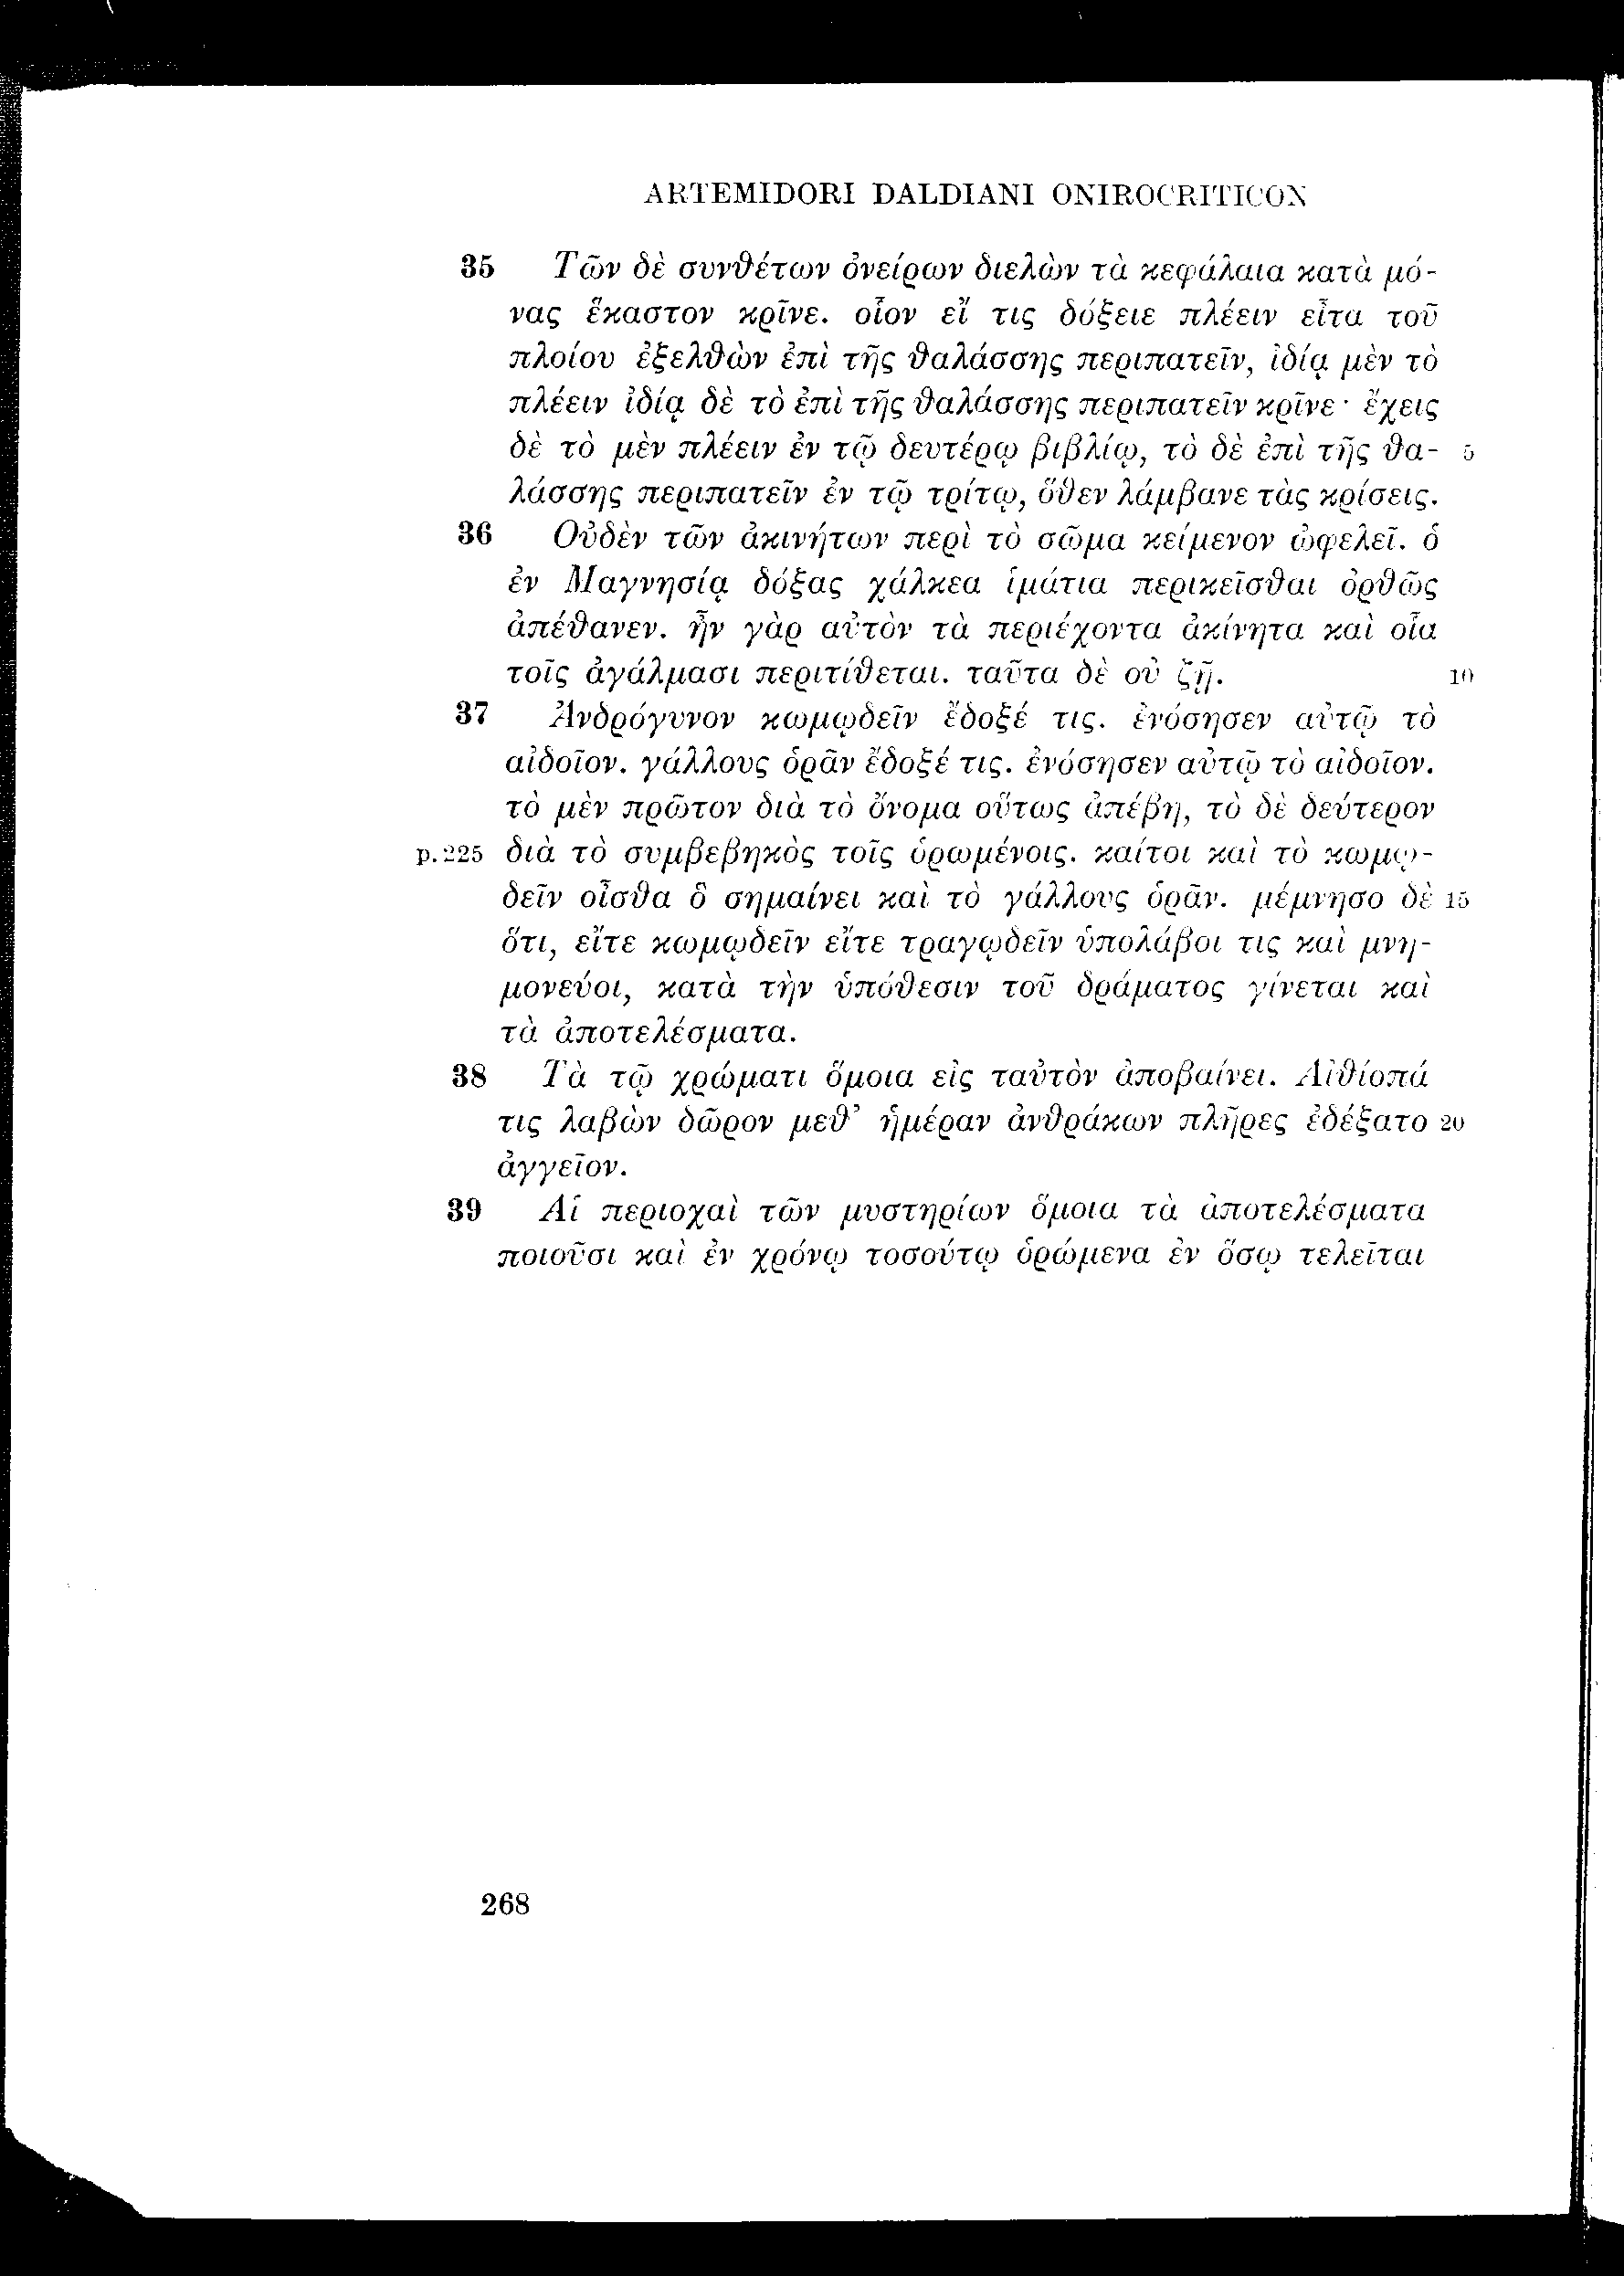 ARTEMIDORI DALDIANI ONIROCRITICON
35 Τῶν δὲ συνθέτων ὀνείρων διελὼν τὰ κεφάλαια κατὰ μό-
νας ἕκαστον κρῖνε. οἷον εἴ τις δόξειε πλέειν εἶτα τοῦ
πλοίου ἐξελθὼν ἐπὶ τῆς θαλάσσης περιπατεῖν, ἰδίᾳ μὲν τὸ
πλέειν ἰδίᾳ δὲ τὸ ἐπὶ τῆς θαλάσσης περιπατεῖν κρῖνε· ἔχεις
δὲ τὸ μὲν πλέειν ἐν τῷ δευτέρῳ βιβλίῳ, τὸ δὲ ἐπὶ τῆς θα- 5
λάσσης περιπατεῖν ἐν τῷ τρίτῳ, ὅθεν λάμβανε τὰς κρίσεις.
36 Οὐδὲν τῶν ἀκινήτων περὶ τὸ σῶμα κείμενον ὠφελεῖ. ὁ
ἐν Μαγνησίᾳ δόξας χάλκεα ἱμάτια περικεῖσθαι ὀρθῶς
ἀπέθανεν. ἦν γὰρ αὐτὸν τὰ περιέχοντα ἀκίνητα καὶ οἷα
τοῖς ἀγάλμασι περιτίθεται. ταῦτα δὲ οὐ ζῇ. 10
37 Ἀνδρόγυνον κωμῳδεῖν ἔδοξέ τις. ἐνόσησεν αὐτῷ τὸ
αἰδοῖον. γάλλους ὁρᾶν ἔδοξέ τις. ἐνόσησεν αὐτῷ τὸ αἰδοῖον.
τὸ μὲν πρῶτον διὰ τὸ ὄνομα οὕτως ἀπέβη, τὸ δὲ δεύτερον
p. 225 διὰ τὸ συμβεβηκὸς τοῖς ὁρωμένοις. καίτοι καὶ τὸ κωμῳ-
δεῖν οἶσθα ὃ σημαίνει καὶ τὸ γάλλους ὁρᾶν. μέμνησο δὲ 15
ὅτι, εἴτε κωμῳδεῖν εἴτε τραγῳδεῖν ὑπολάβοι τις καὶ μνη-
μονεύοι, κατὰ τὴν ὑπόθεσιν τοῦ δράματος γίνεται καὶ
τὰ ἀποτελέσματα.
38 Τὰ τῷ χρώματι ὅμοια εἰς ταὐτὸν ἀποβαίνει. Αἰθίοπά
τις λαβὼν δῶρον μεθ’ ἡμέραν ἀνθράκων πλῆρες ἐδέξατο 20
ἀγγεῖον.
39 Αἱ περιοχαὶ τῶν μυστηρίων ὅμοια τὰ ἀποτελέσματα
ποιοῦσι καὶ ἐν χρόνῳ τοσούτῳ ὁρώμενα ἐν ὅσῳ τελεῖται
268